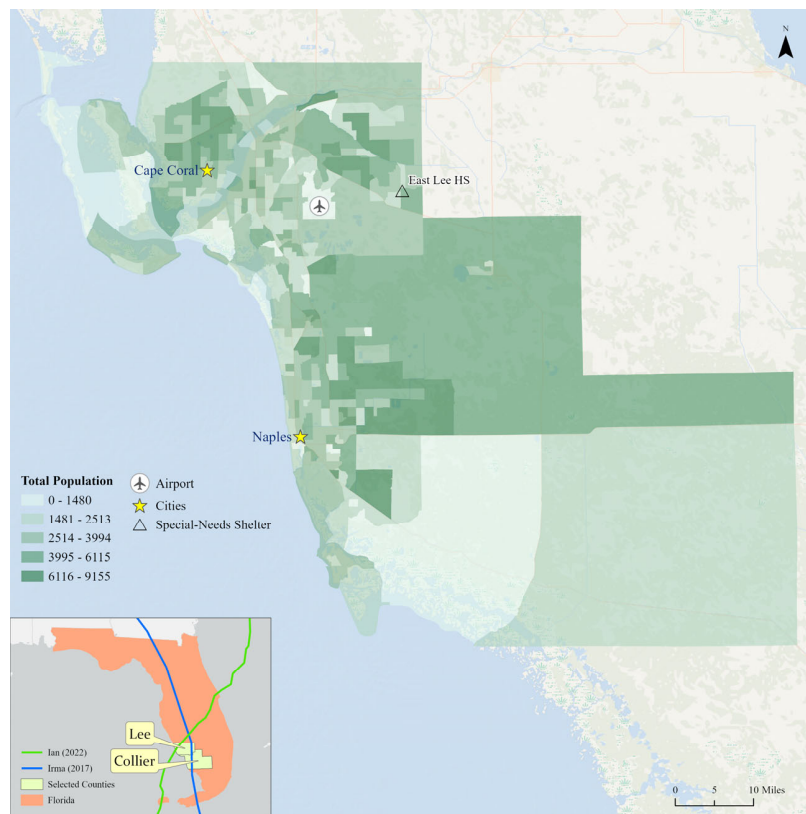 N
Cape Coral
East Lee HS
Naples
Total Population
0 - 1480
1481 - 2513
2514 - 3994
3995 - 6115
6116 - 9155
Airport
Cities
Special-Needs Shelter
Lee
Collier
Ian (2022)
Irma (2017)
Selected Counties
Florida
0 5 10 Miles